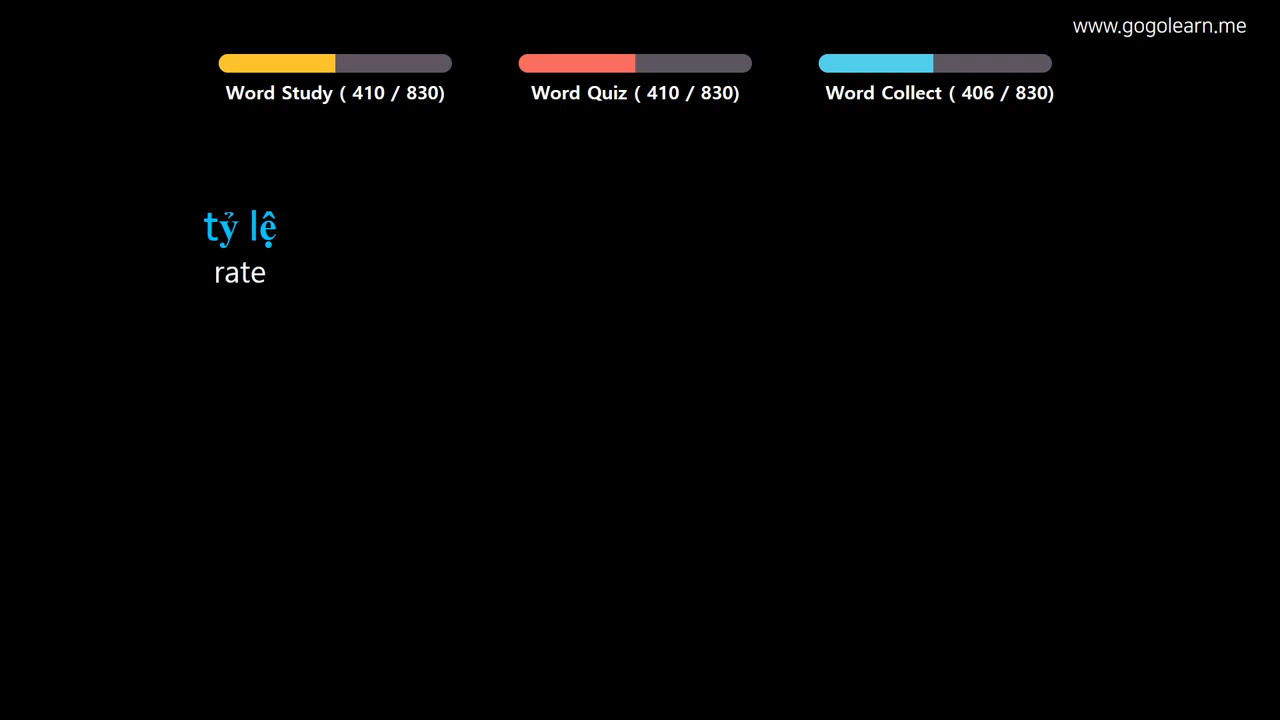 www.gogolearn.me
Word Study ( 410 / 830)
Word Quiz ( 410 / 830)
Word Collect ( 406 / 830)
tỷ lệ
rate